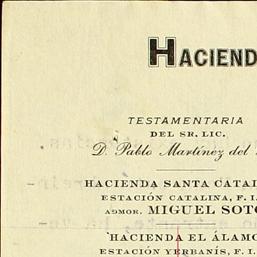 HACIEND
TESTAMENTARIA
DEL SR. LIC.
D. Pablo Martínez del
HACIENDA SANTA CATAL
ESTACIÓN CATALINA, F. I.
ADMOR. MIGUEL SOTO
HACIENDA EL ÁLAMO
ESTACIÓN YERBANÍS, F. I.